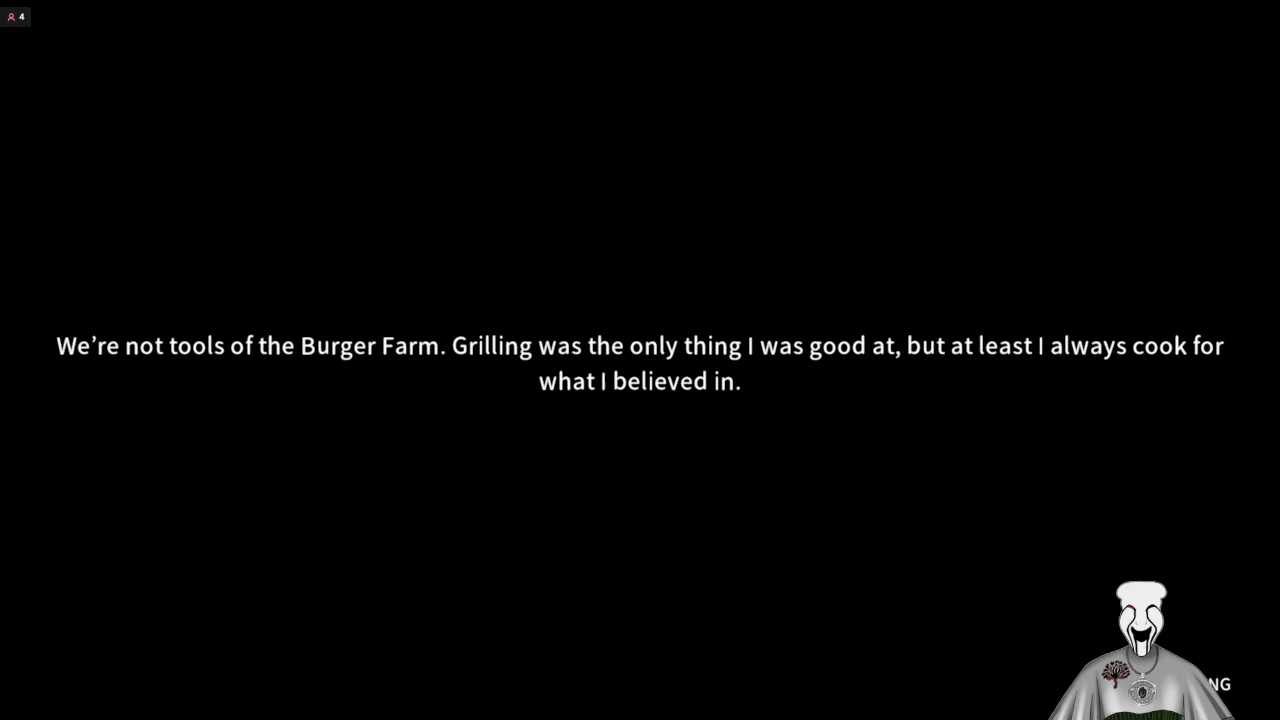 4
We’re not tools of the Burger Farm. Grilling was the only thing I was good at, but at least I always cook for
what I believed in.
NG